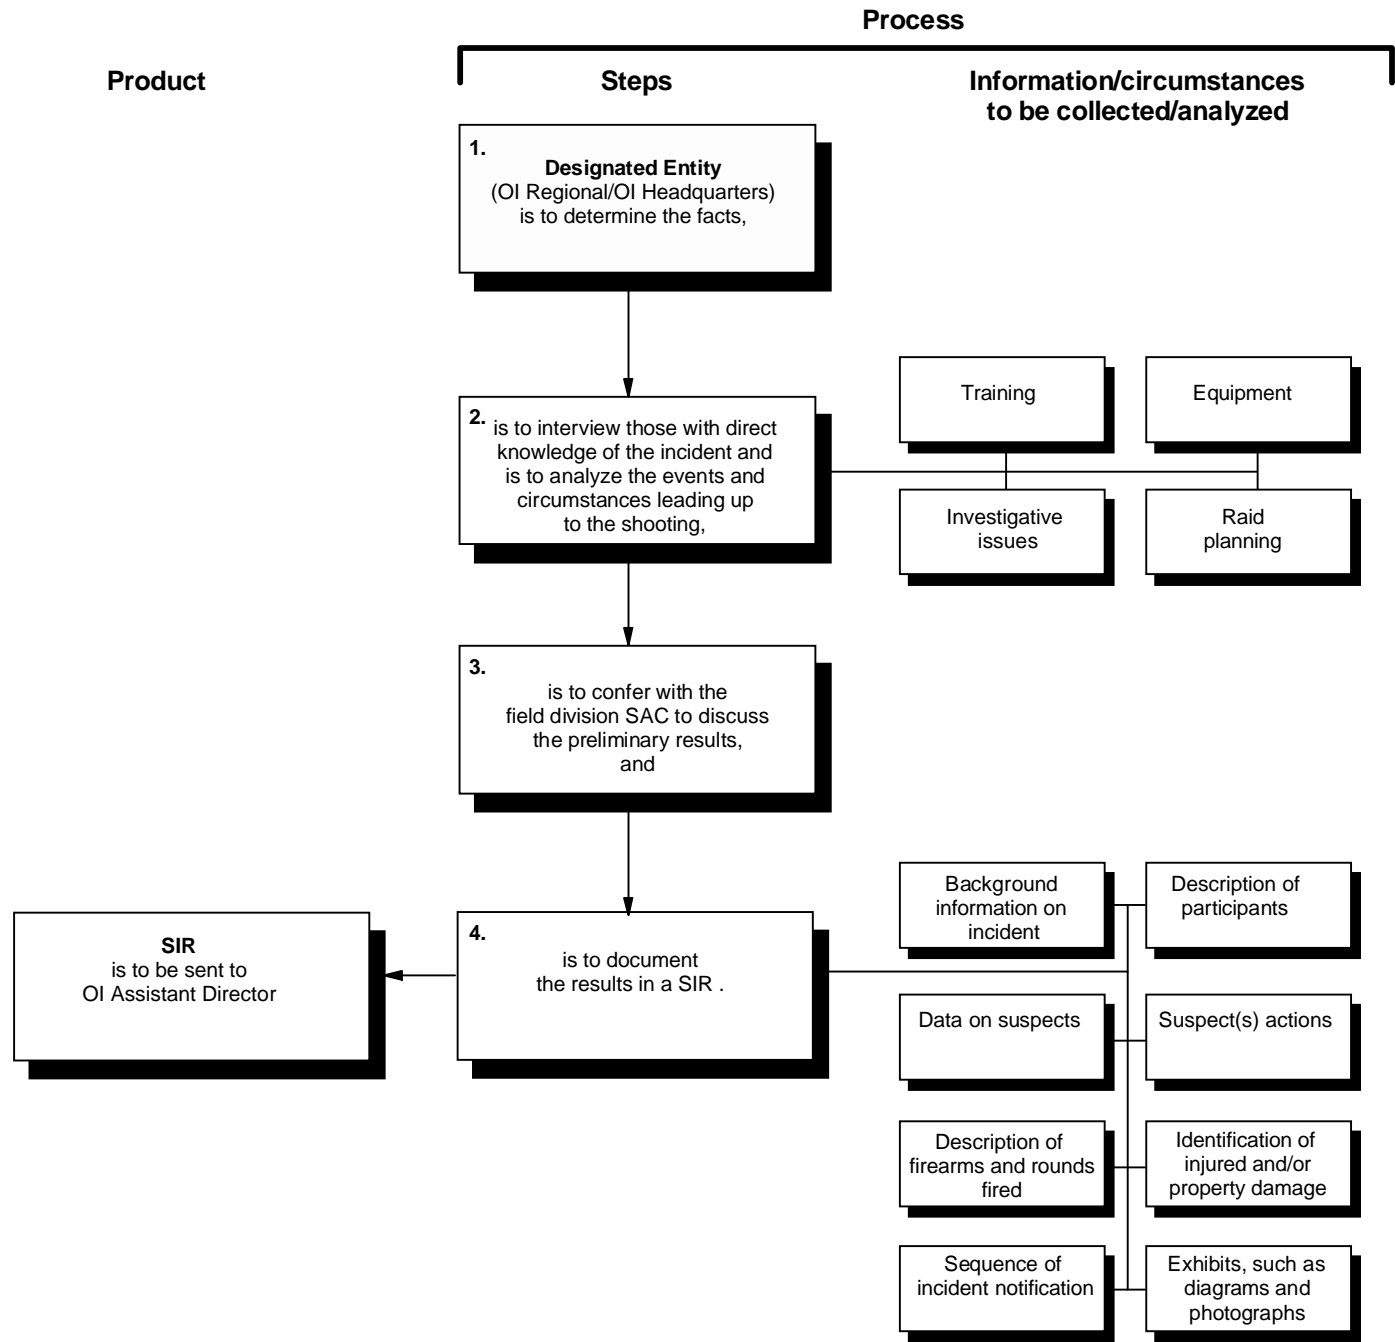 Process
Product
Steps
Information/circumstances
to be collected/analyzed
1.
Designated Entity
(OI Regional/OI Headquarters)
is to determine the facts,
2. is to interview those with direct
knowledge of the incident and
is to analyze the events and
circumstances leading up
to the shooting,
Training
Equipment
Investigative
issues
Raid
planning
3.
is to confer with the
field division SAC to discuss
the preliminary results,
and
4.
is to document
the results in a SIR .
SIR
is to be sent to
OI Assistant Director
Background
information on
incident
Description of
participants
Data on suspects
Suspect(s) actions
Description of
firearms and rounds
fired
Identification of
injured and/or
property damage
Sequence of
incident notification
Exhibits, such as
diagrams and
photographs